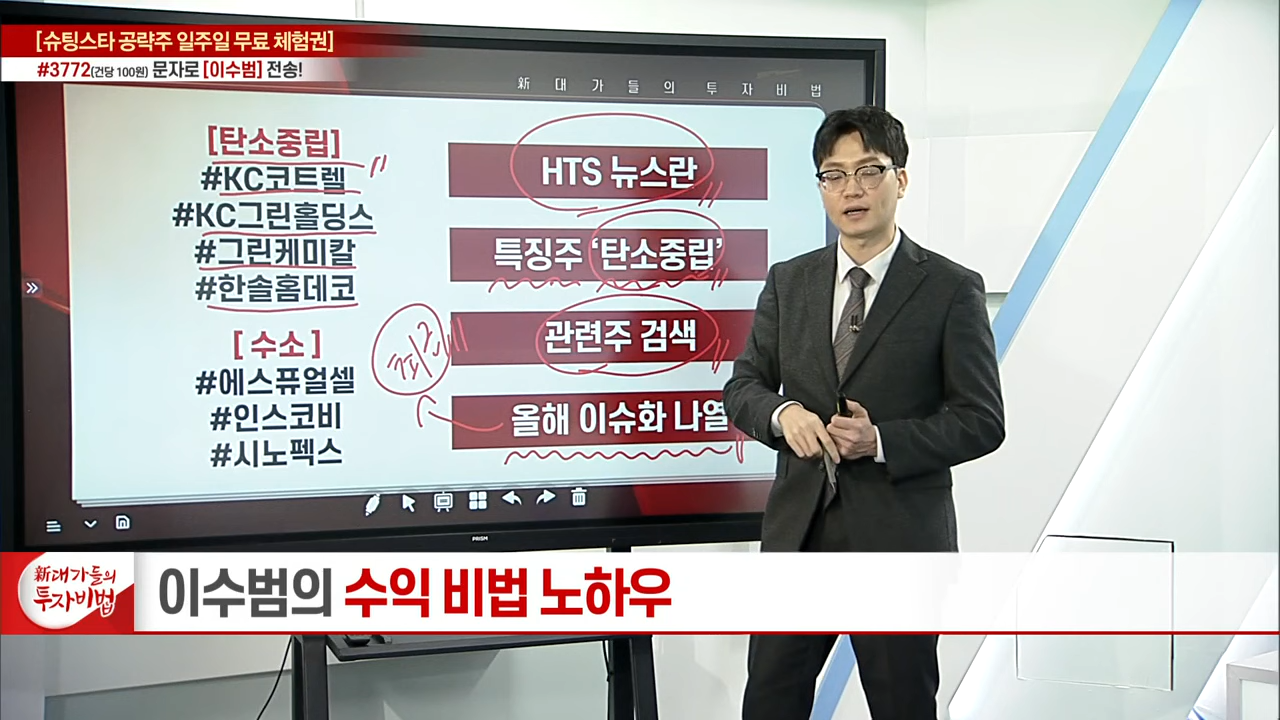 [슈팅스타 공략주 일주일 무료 체험권]
#3772(건당 100원) 문자로 [이수범] 전송!
新 대가들의 투자비법
[탄소중립]
#KC코트렐
#KC그린홀딩스
#그린케미칼
#한솔홈데코
[수소]
#에스퓨얼셀
#인스코비
#시노펙스
HTS 뉴스란
특징주 ‘탄소중립’
관련주 검색
올해 이슈화 나열
PRISM
新대가들의
투자비법
이수범의 수익 비법 노하우